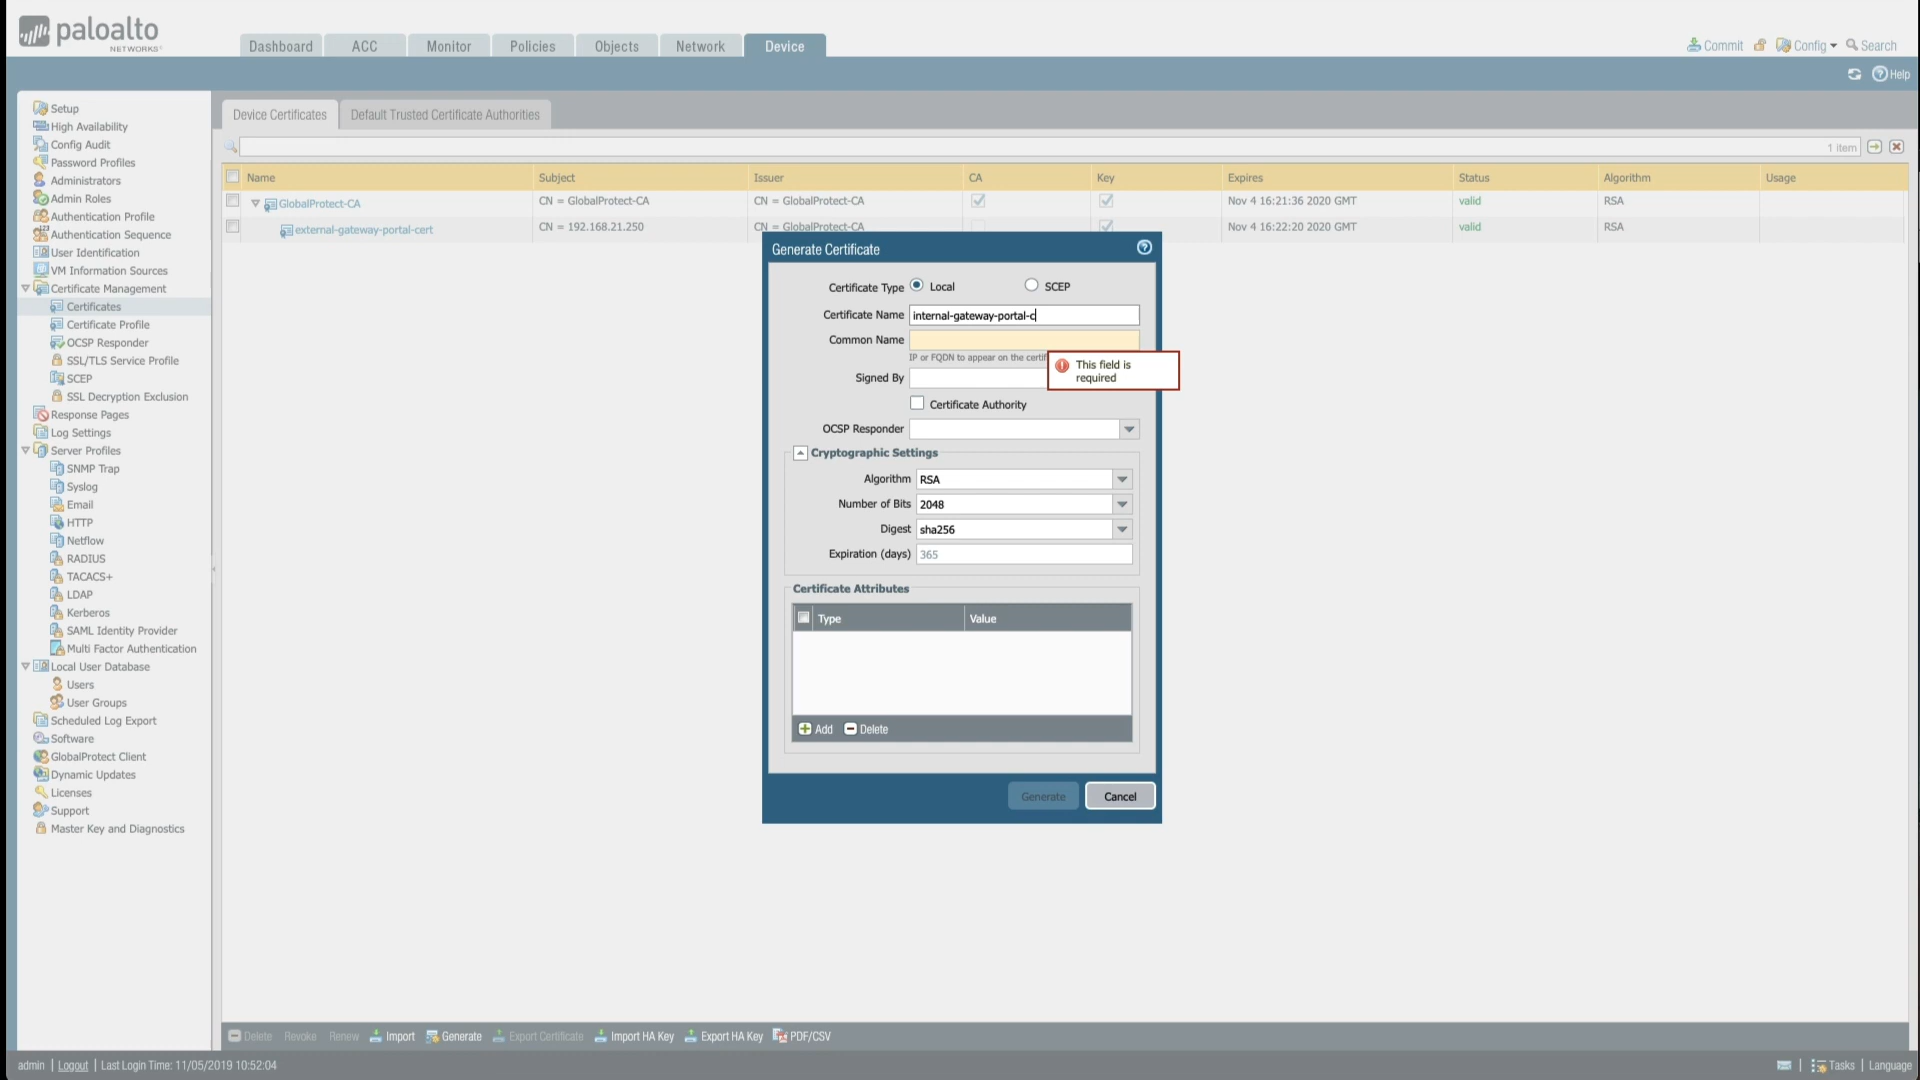 paloalto
NETWORKS
Dashboard ACC Monitor Policies Objects Network Device
Commit Config Search
Help
Setup
High Availability
Config Audit
Password Profiles
Administrators
Admin Roles
Authentication Profile
Authentication Sequence
User Identification
VM Information Sources
Certificate Management
Certificates
Certificate Profile
OCSP Responder
SSL/TLS Service Profile
SCEP
SSL Decryption Exclusion
Response Pages
Log Settings
Server Profiles
SNMP Trap
Syslog
Email
HTTP
Netflow
RADIUS
TACACS+
LDAP
Kerberos
SAML Identity Provider
Multi Factor Authentication
Local User Database
Users
User Groups
Scheduled Log Export
Software
GlobalProtect Client
Dynamic Updates
Licenses
Support
Master Key and Diagnostics
Device Certificates Default Trusted Certificate Authorities
1 item
Name Subject Issuer CA Key Expires Status Algorithm Usage
GlobalProtect-CA CN = GlobalProtect-CA CN = GlobalProtect-CA Nov 4 16:21:36 2020 GMT valid RSA
external-gateway-portal-cert CN = 192.168.21.250 CN = GlobalProtect-CA Nov 4 16:22:20 2020 GMT valid RSA
Generate Certificate
Certificate Type Local SCEP
Certificate Name internal-gateway-portal-c
Common Name
IP or FQDN to appear on the
This field is
required
Signed By
Certificate Authority
OCSP Responder
Cryptographic Settings
Algorithm RSA
Number of Bits 2048
Digest sha256
Expiration (days) 365
Certificate Attributes
Type Value
Add Delete
Generate Cancel
Delete Revoke Renew Import Generate Export Certificate Import HA Key Export HA Key PDF/CSV
admin | Logout | Last Login Time: 11/05/2019 10:52:04
| Tasks | Language